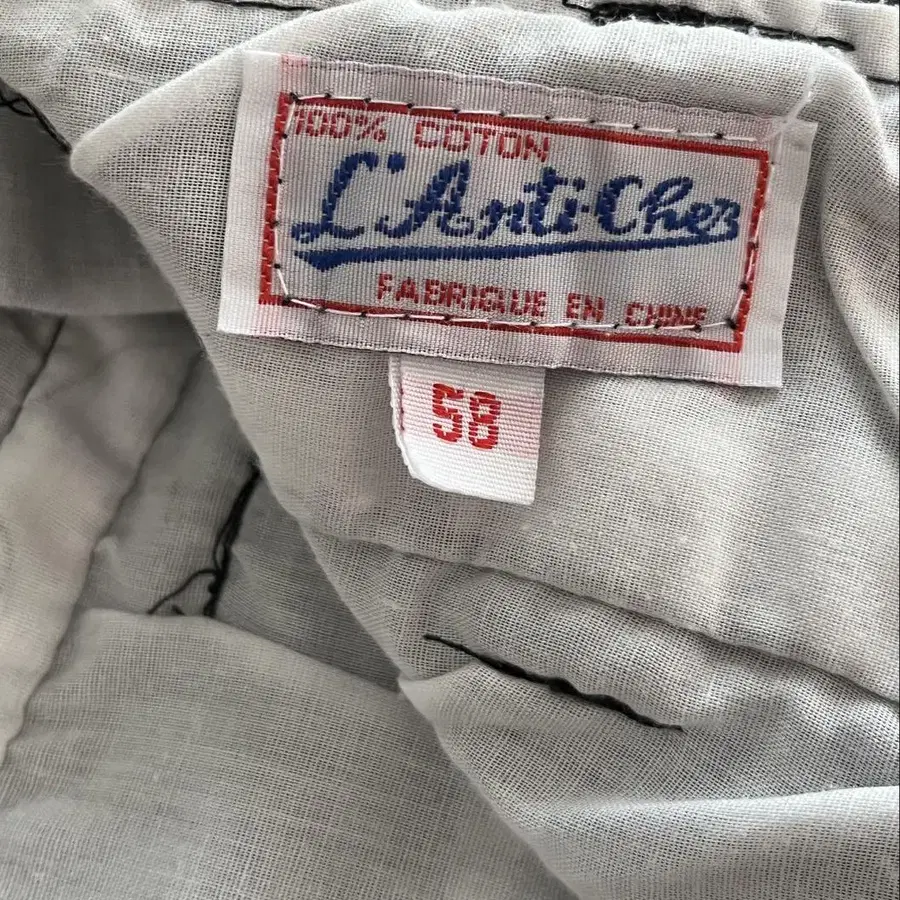 100% COTON
L'Anti-Chez
FABRIQUE EN CHINE
58